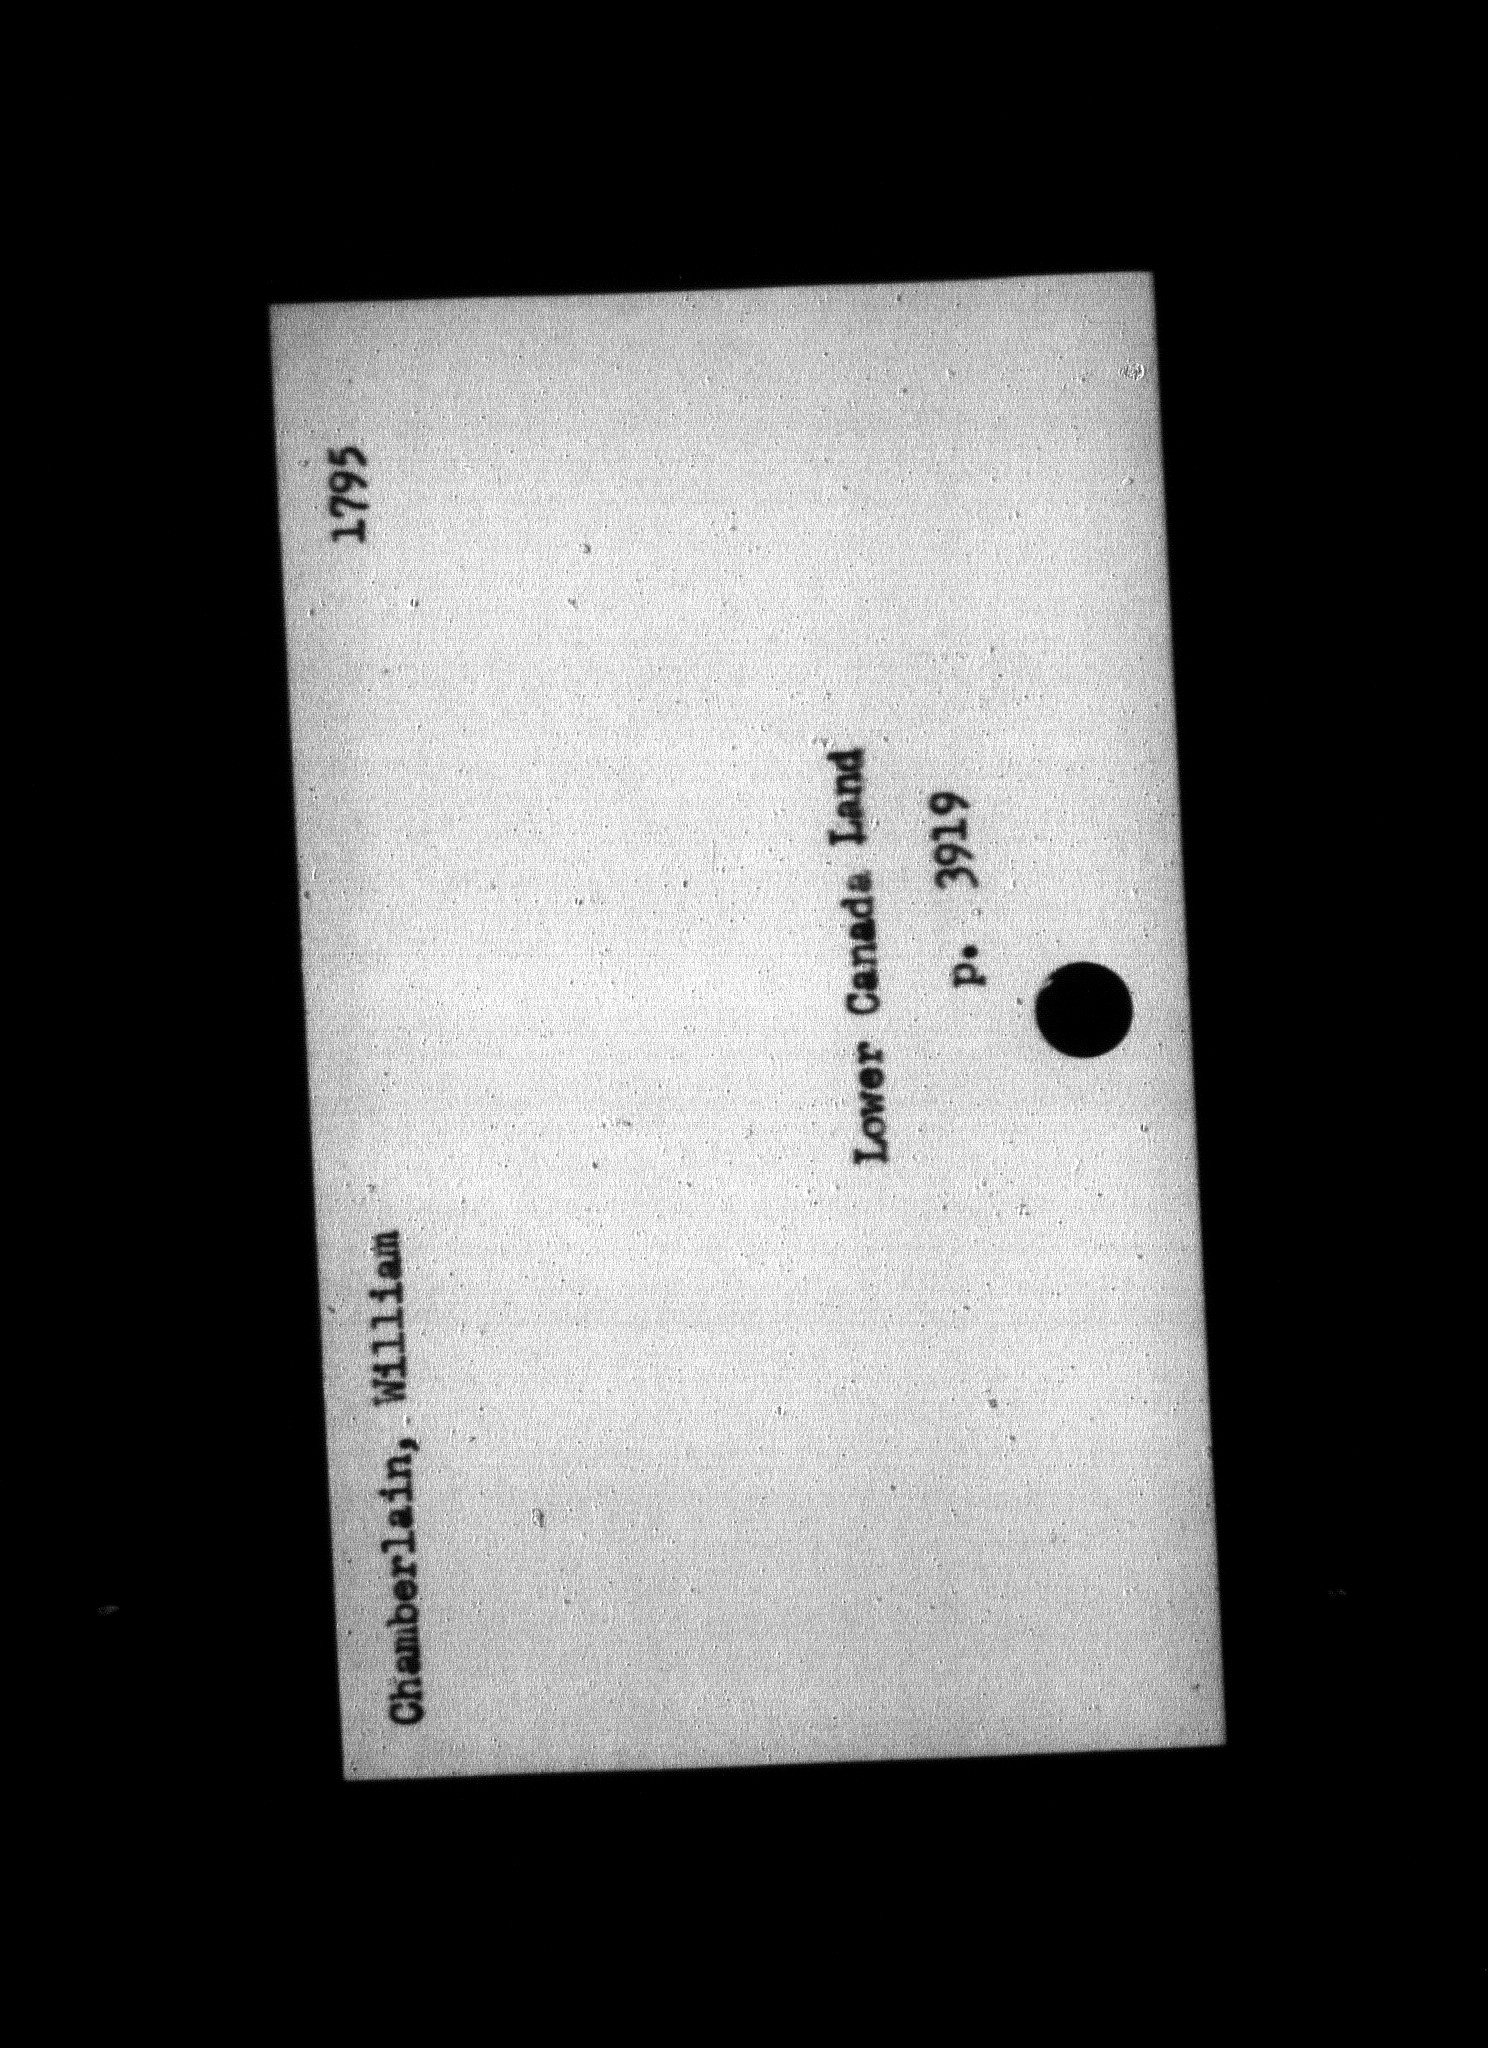 Chamberlain, William 1795
Lower Canada Land
p. 3919